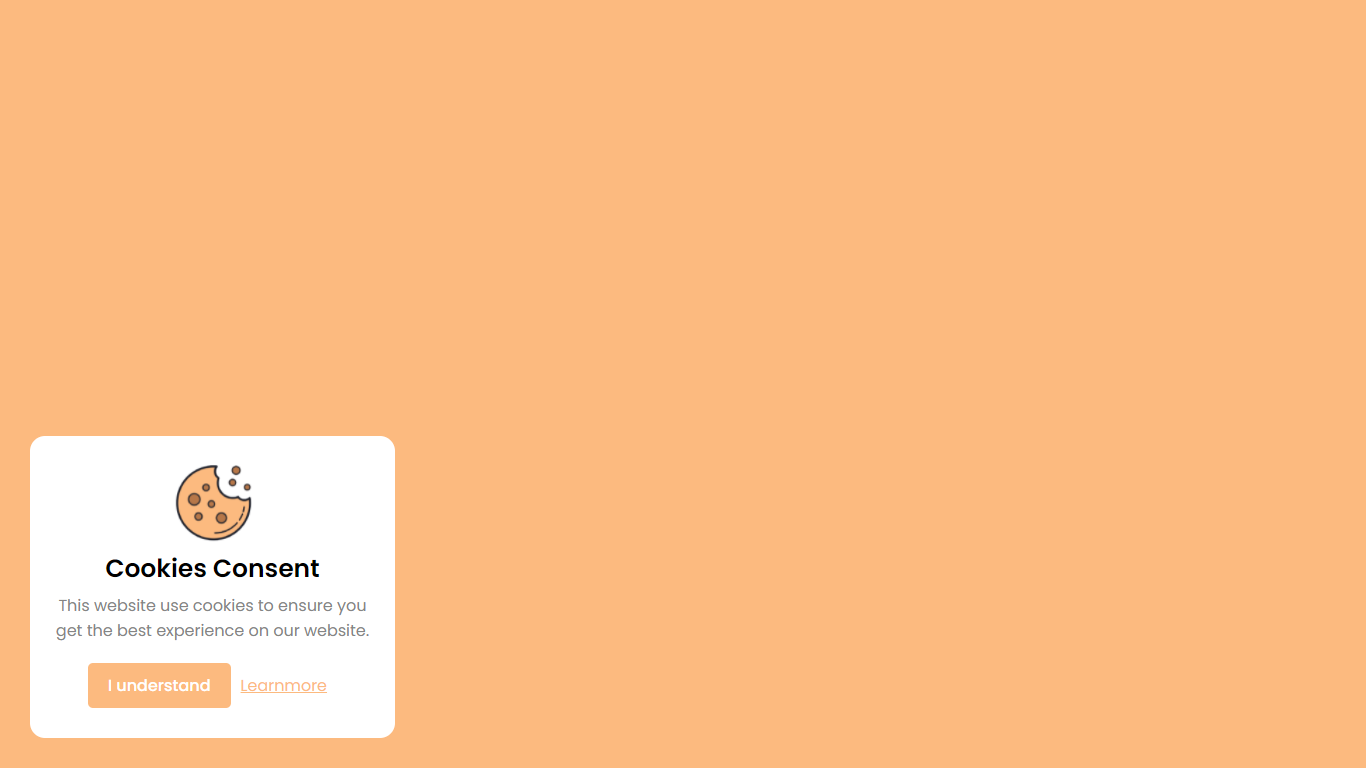 Cookies Consent
This website use cookies to ensure you
get the best experience on our website.
I understand Learnmore